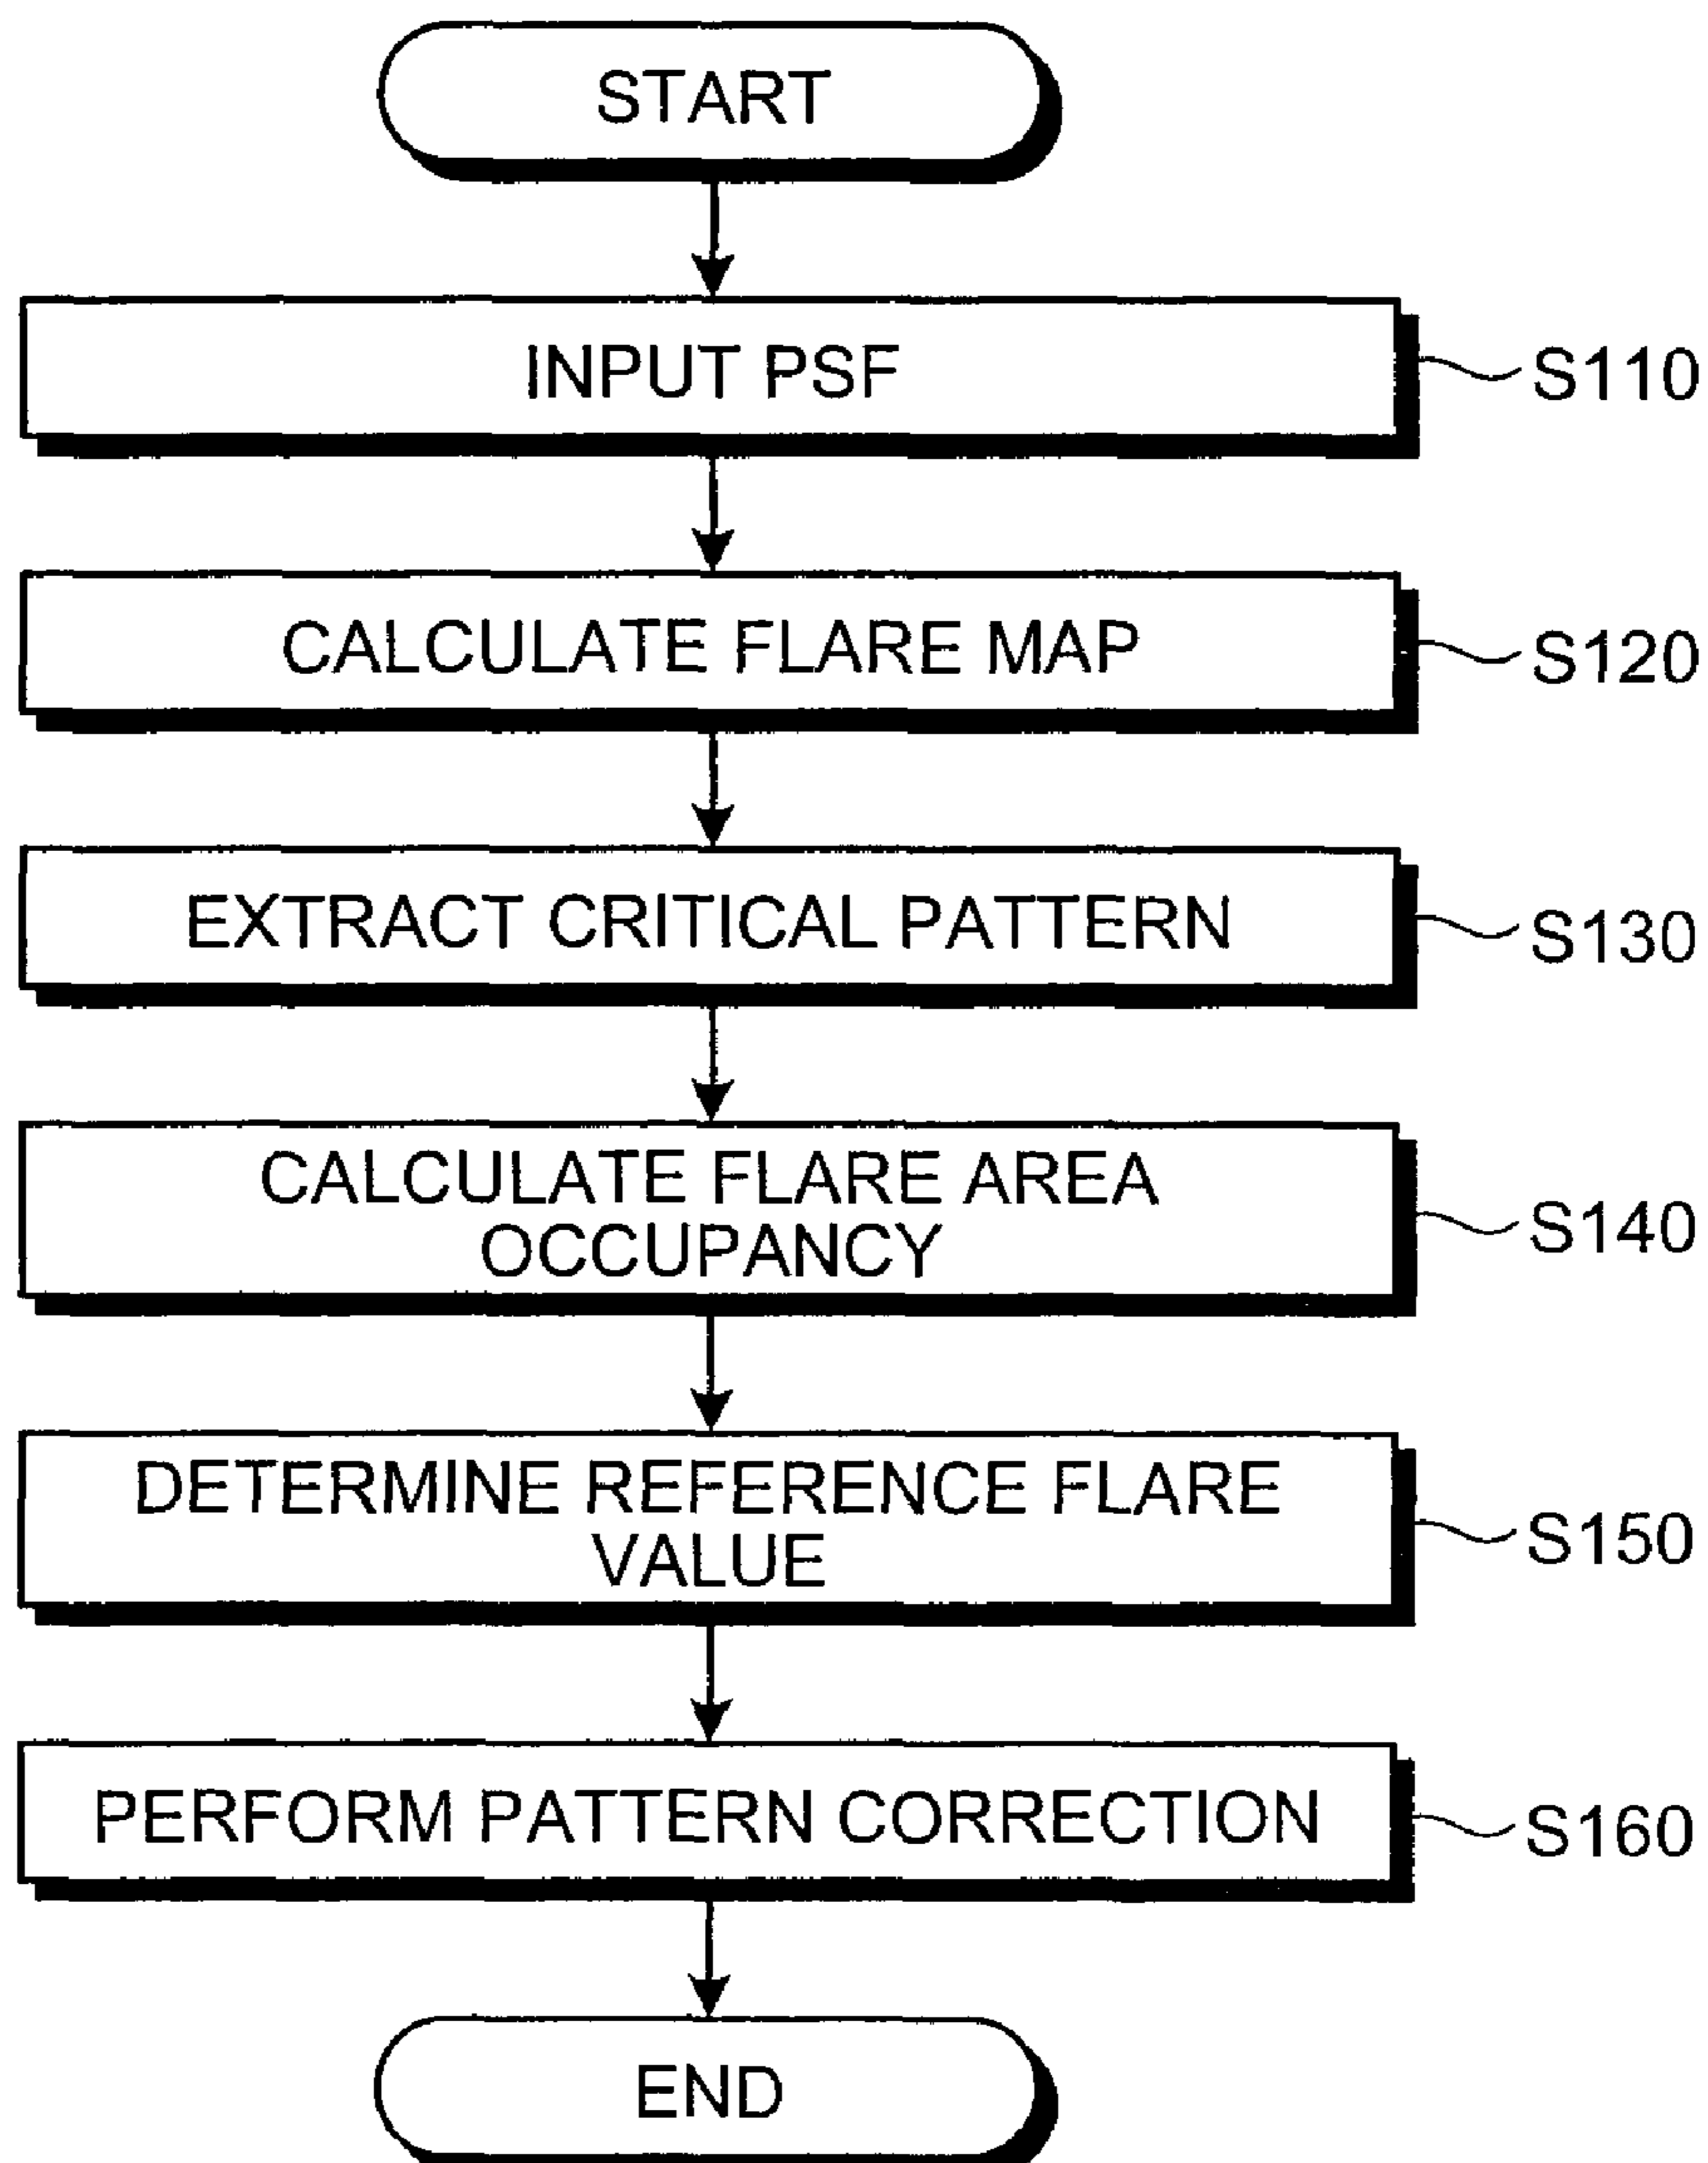 START
INPUT PSF
S110
CALCULATE FLARE MAP
S120
EXTRACT CRITICAL PATTERN
S130
CALCULATE FLARE AREA
OCCUPANCY
S140
DETERMINE REFERENCE FLARE
VALUE
S150
PERFORM PATTERN CORRECTION
S160
END